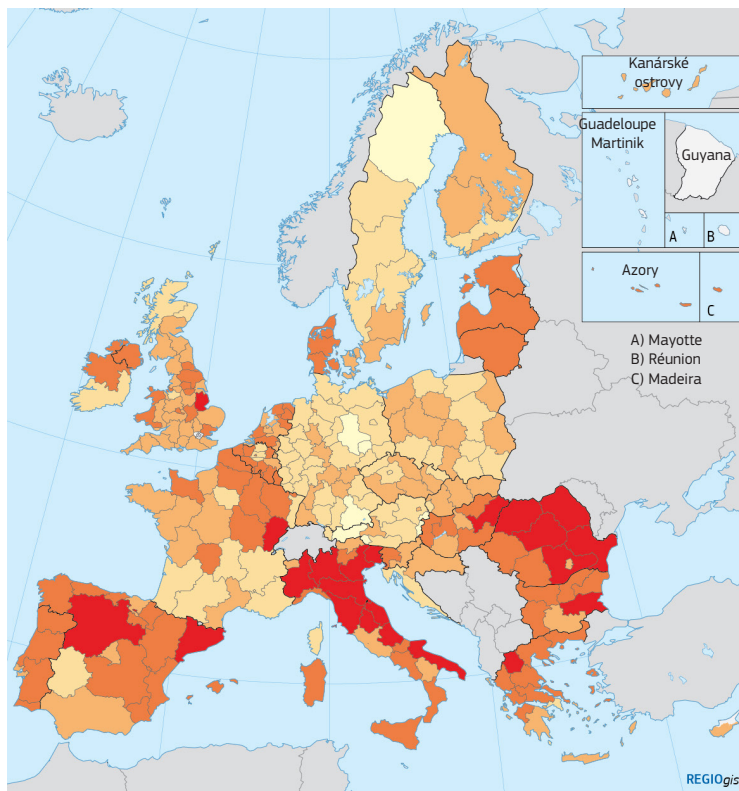 Kanárské
ostrovy
Guadeloupe
Martinik
Guyana
A
B
Azory
C
A) Mayotte
B) Réunion
C) Madeira
REGIOgis